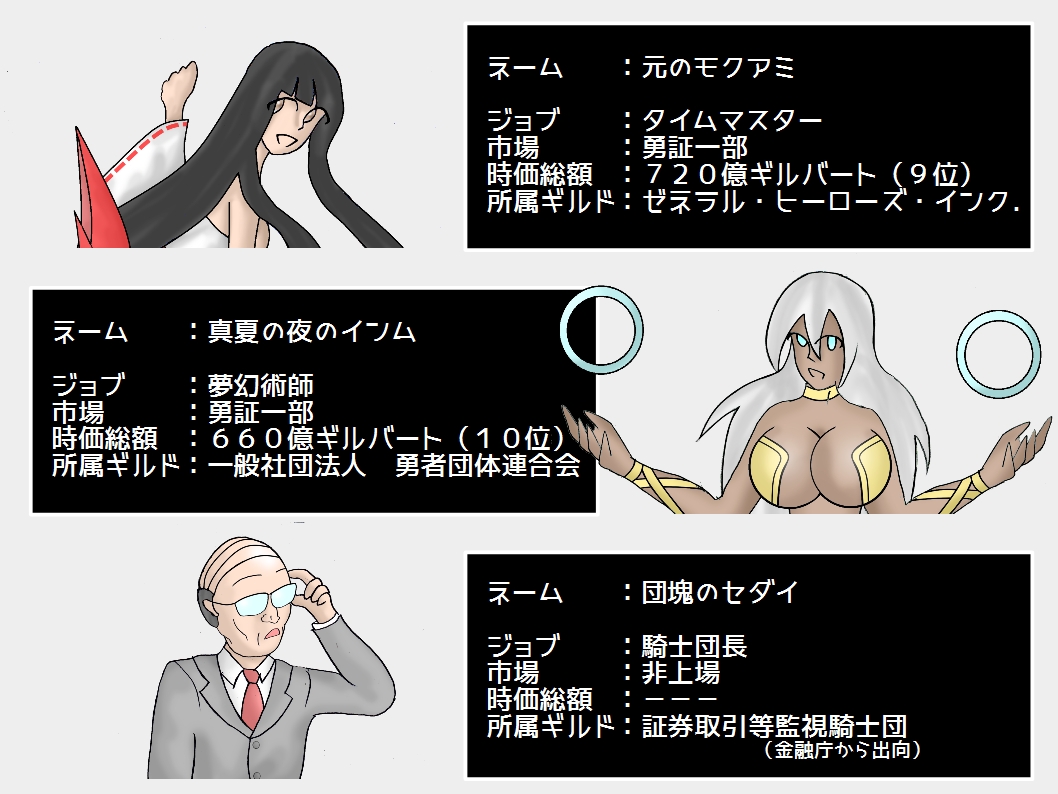 ネーム　　：元のモクアミ
ジョブ　　：タイムマスター
市場　　　：勇証一部
時価総額　：７２０億ギルバート（９位）
所属ギルド：ゼネラル・ヒーローズ・インク．
ネーム　　：真夏の夜のインム
ジョブ　　：夢幻術師
市場　　　：勇証一部
時価総額　：６６０億ギルバート（１０位）
所属ギルド：一般社団法人　勇者団体連合会
ネーム　　：団塊のセダイ
ジョブ　　：騎士団長
市場　　　：非上場
時価総額　：－－－
所属ギルド：証券取引等監視騎士団
（金融庁から出向）